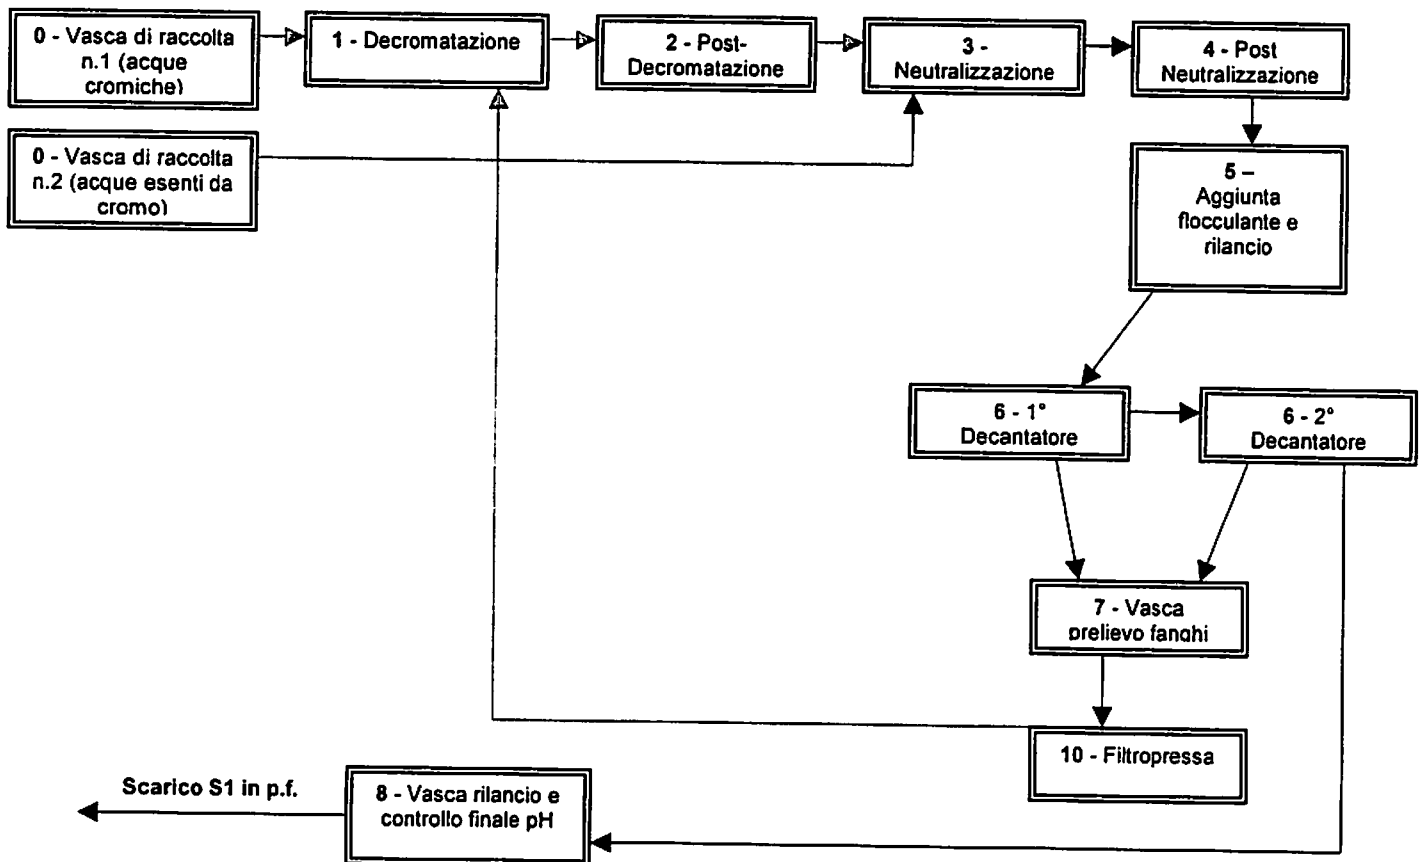 0 - Vasca di raccolta
n.1 (acque
cromiche)
1 - Decromatazione
2 - Post-
Decromatazione
3 -
Neutralizzazione
4 - Post
Neutralizzazione
0 - Vasca di raccolta
n.2 (acque esenti da
cromo)
5 –
Aggiunta
flocculante e
rilancio
6 - 1°
Decantatore
6 - 2°
Decantatore
7 - Vasca
prelievo fanghi
10 - Filtropressa
Scarico S1 in p.f.
8 - Vasca rilancio e
controllo finale pH